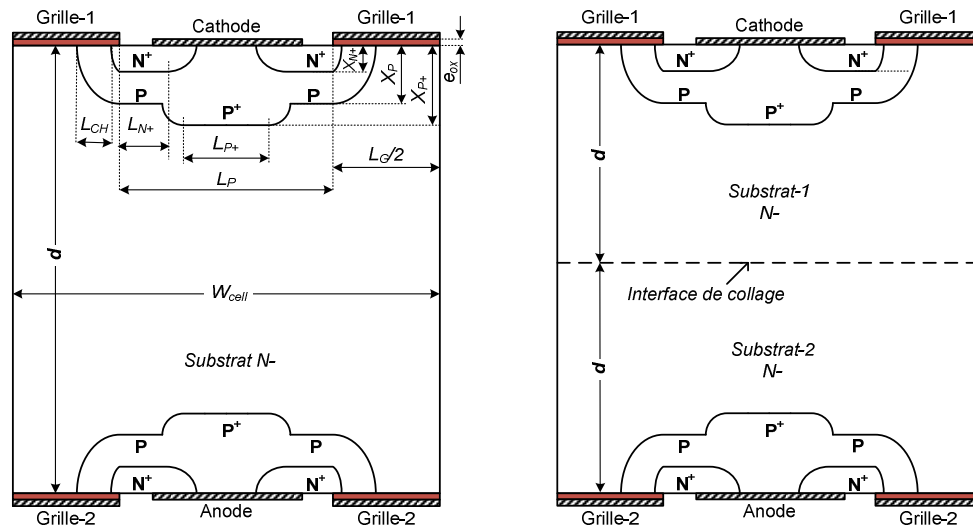 Grille-1
Cathode
Grille-1
N+
N+
XN+
XP
XP+
eox
P
P
P+
LCH
LN+
LP+
LG/2
LP
d
Wcell
Substrat N-
P+
P
P
N+
N+
Grille-2
Anode
Grille-2
Grille-1
Cathode
Grille-1
N+
N+
P
P
P+
d
Substrat-1
N-
Interface de collage
d
Substrat-2
N-
P+
P
P
N+
N+
Grille-2
Anode
Grille-2